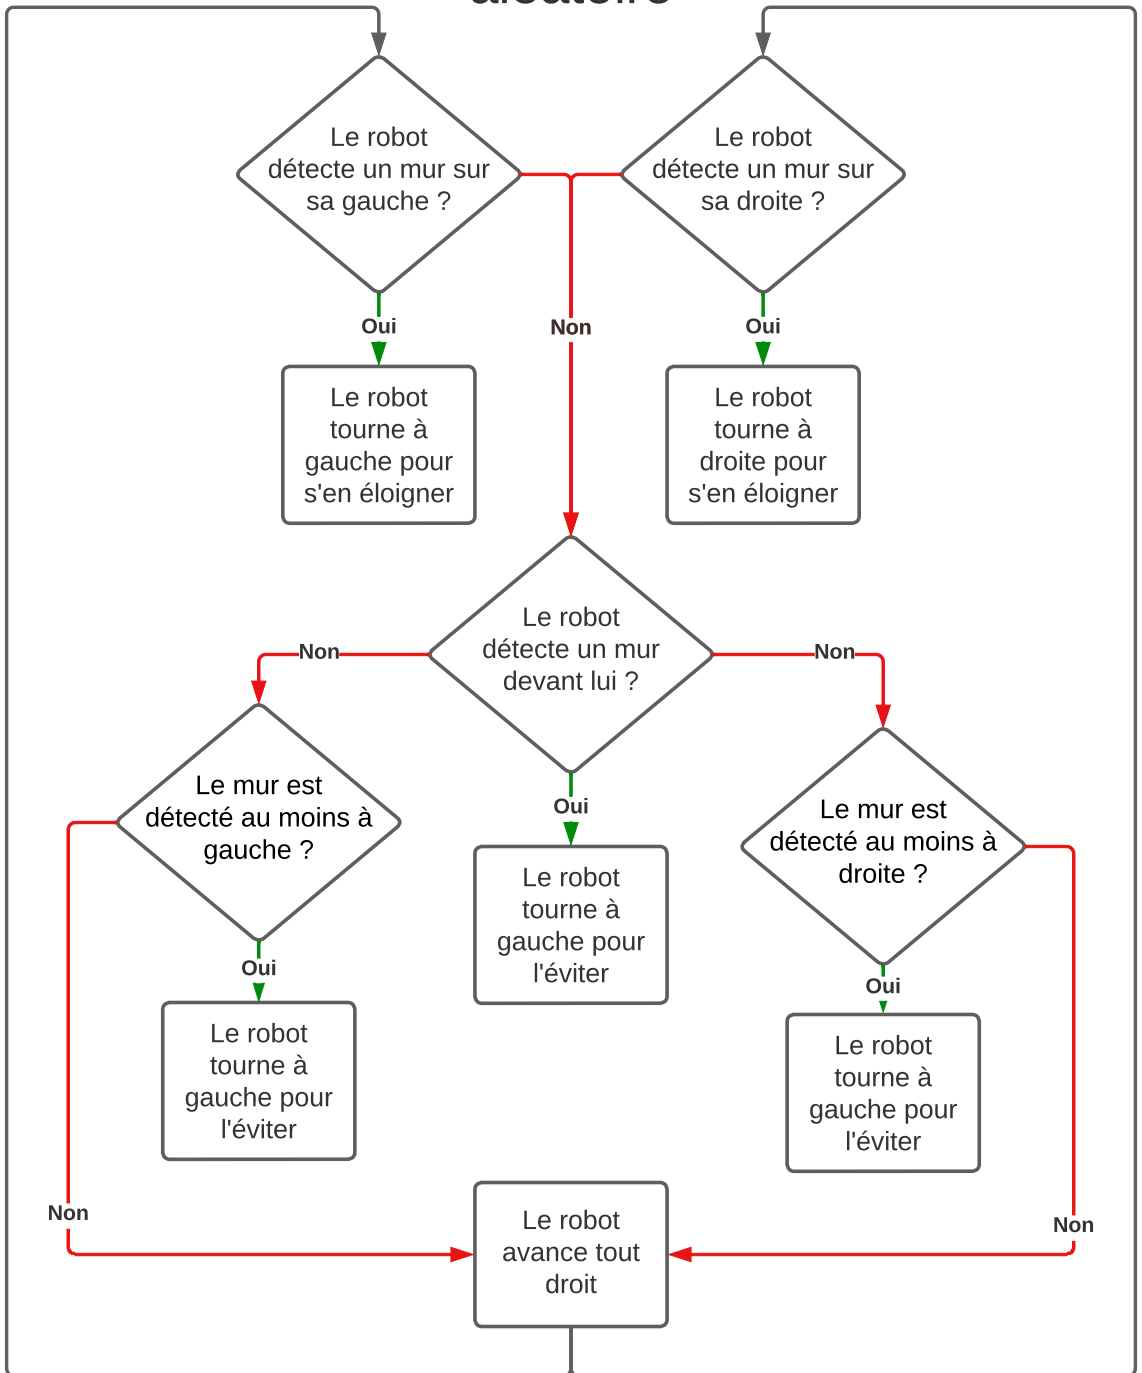 Le robot
détecte un mur sur
sa gauche ?
Le robot
détecte un mur sur
sa droite ?
Oui
Non
Oui
Le robot
tourne à
gauche pour
s'en éloigner
Le robot
tourne à
droite pour
s'en éloigner
Le robot
détecte un mur
devant lui ?
Non
Non
Le mur est
détecté au moins à
gauche ?
Oui
Le mur est
détecté au moins à
droite ?
Le robot
tourne à
gauche pour
l'éviter
Oui
Oui
Le robot
tourne à
gauche pour
l'éviter
Le robot
tourne à
gauche pour
l'éviter
Non
Le robot
avance tout
droit
Non